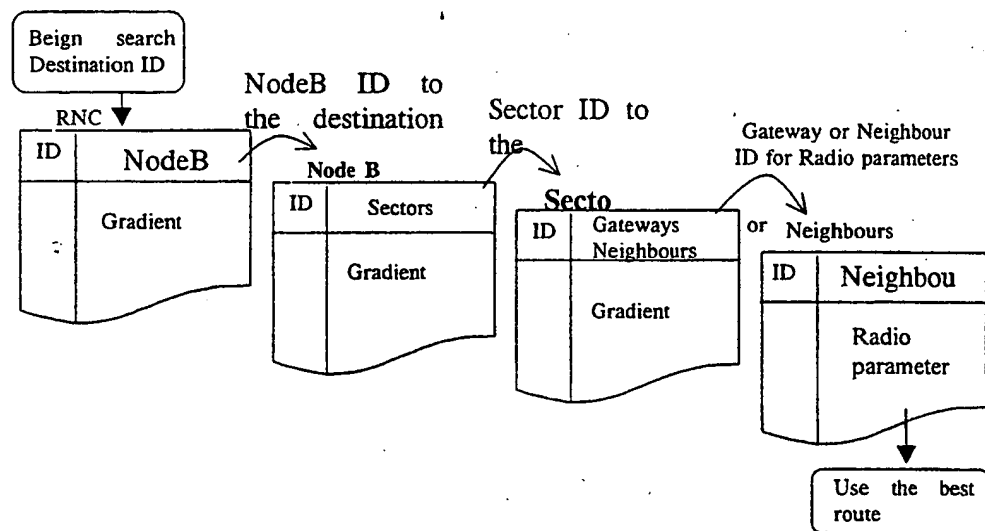 Beign search
Destination ID
RNC
ID NodeB
Gradient
NodeB ID to
the destination
Node B
ID Sectors
Gradient
Sector ID to
the
Secto
ID Gateways or
Neighbours
Gradient
Gateway or Neighbour
ID for Radio parameters
Neighbours
ID Neighbou
Radio
parameter
Use the best
route